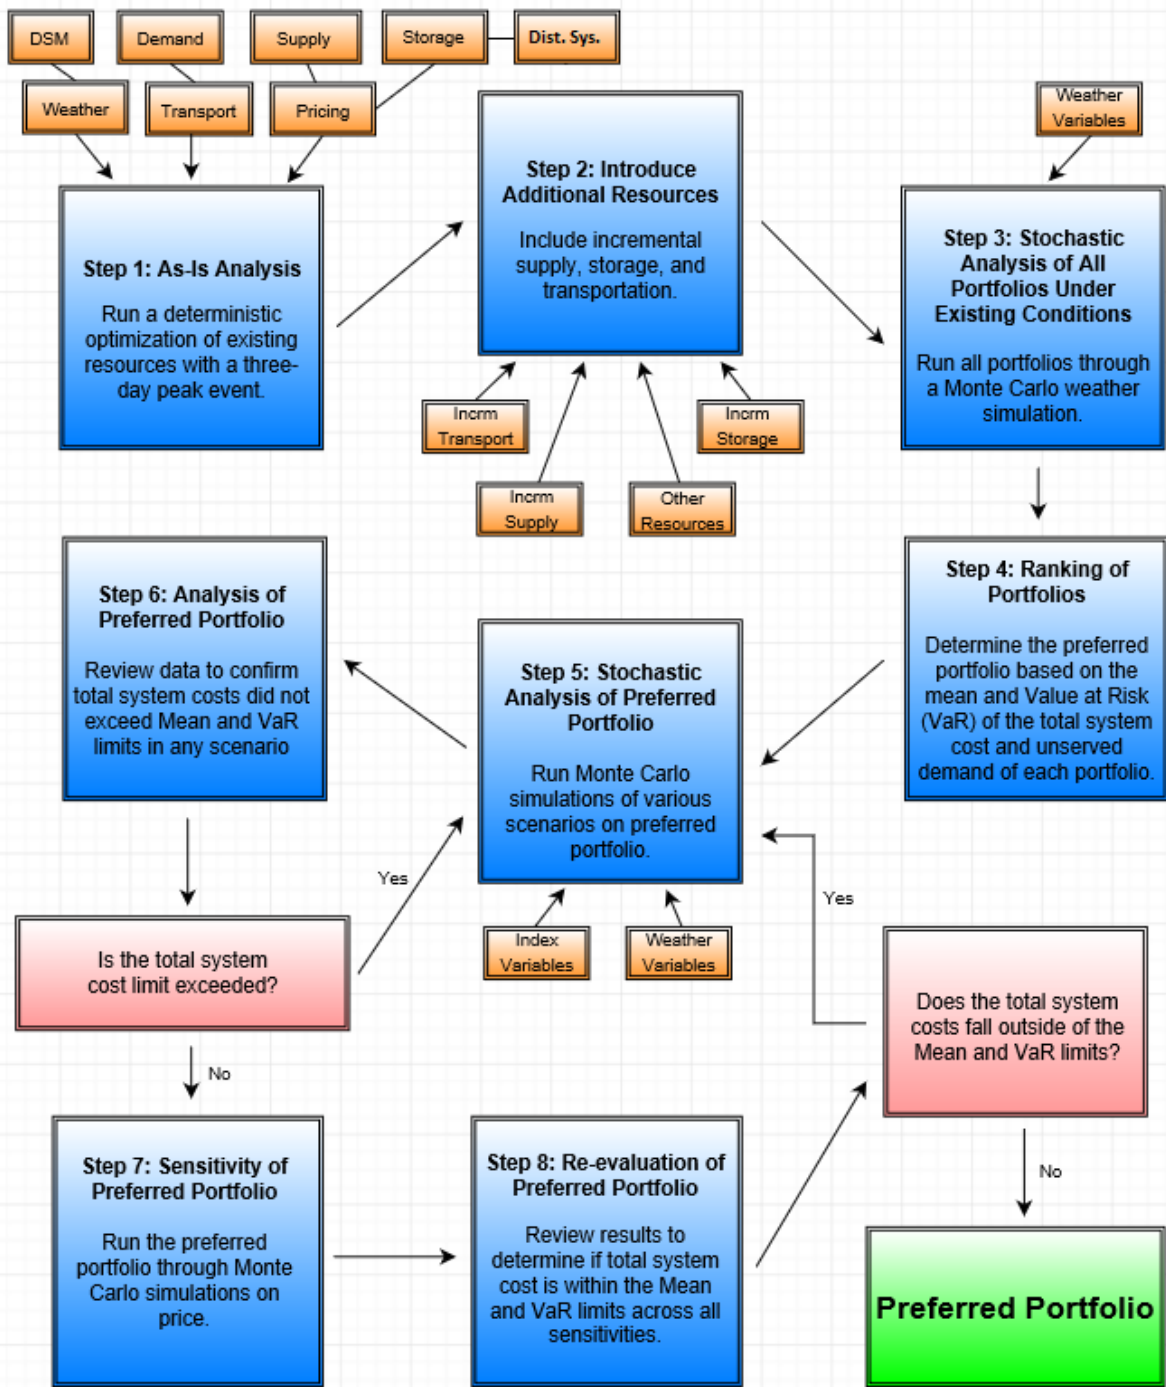 DSM
Demand
Supply
Storage
Dist. Sys.
Weather
Transport
Pricing
Weather
Variables
Step 1: As-Is Analysis
Run a deterministic
optimization of existing
resources with a three-
day peak event.
Step 2: Introduce
Additional Resources
Include incremental
supply, storage, and
transportation.
Incrm
Transport
Incrm
Supply
Other
Resources
Incrm
Storage
Step 3: Stochastic
Analysis of All
Portfolios Under
Existing Conditions
Run all portfolios through
a Monte Carlo weather
simulation.
Step 4: Ranking of
Portfolios
Determine the preferred
portfolio based on the
mean and Value at Risk
(VaR) of the total system
cost and unserved
demand of each portfolio.
Step 5: Stochastic
Analysis of Preferred
Portfolio
Run Monte Carlo
simulations of various
scenarios on preferred
portfolio.
Index
Variables
Weather
Variables
Step 6: Analysis of
Preferred Portfolio
Review data to confirm
total system costs did not
exceed Mean and VaR
limits in any scenario
Yes
Is the total system
cost limit exceeded?
No
Step 7: Sensitivity of
Preferred Portfolio
Run the preferred
portfolio through Monte
Carlo simulations on
price.
Step 8: Re-evaluation of
Preferred Portfolio
Review results to
determine if total system
cost is within the Mean
and VaR limits across all
sensitivities.
Yes
Does the total system
costs fall outside of the
Mean and VaR limits?
No
Preferred Portfolio